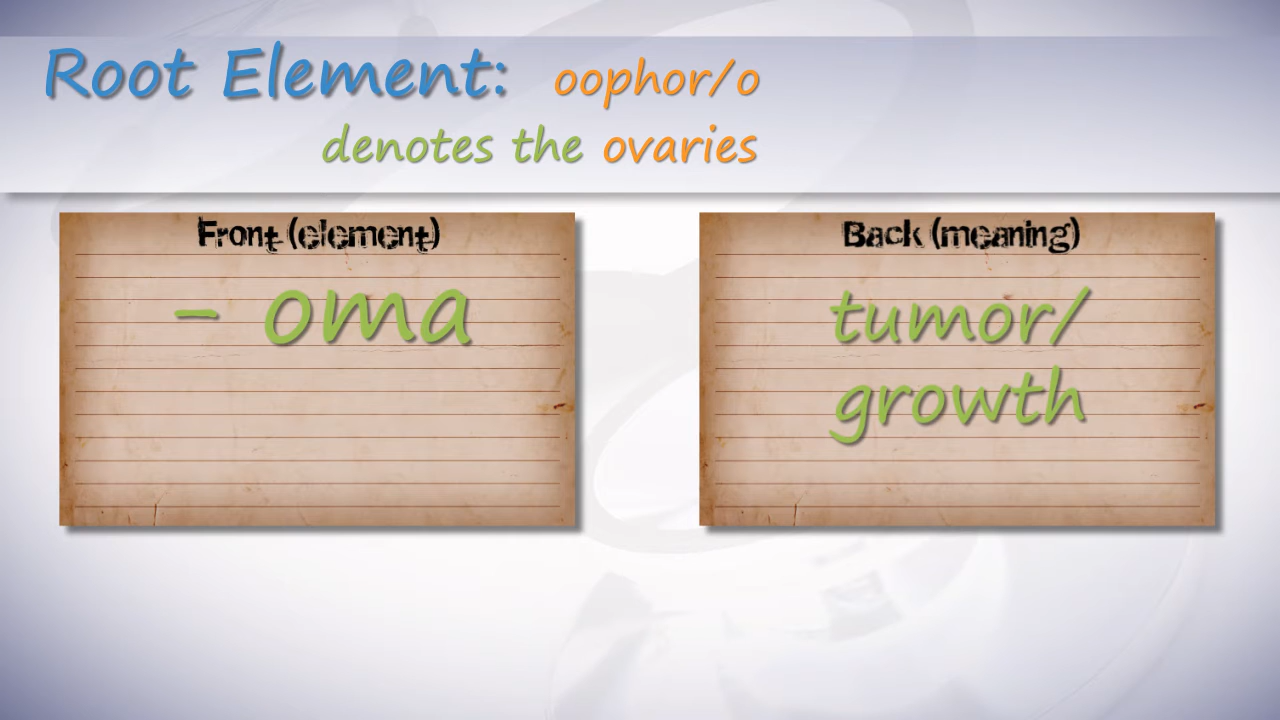 Root Element: oophor/o
denotes the ovaries
Front (element)
- oma
Back (meaning)
tumor/
growth